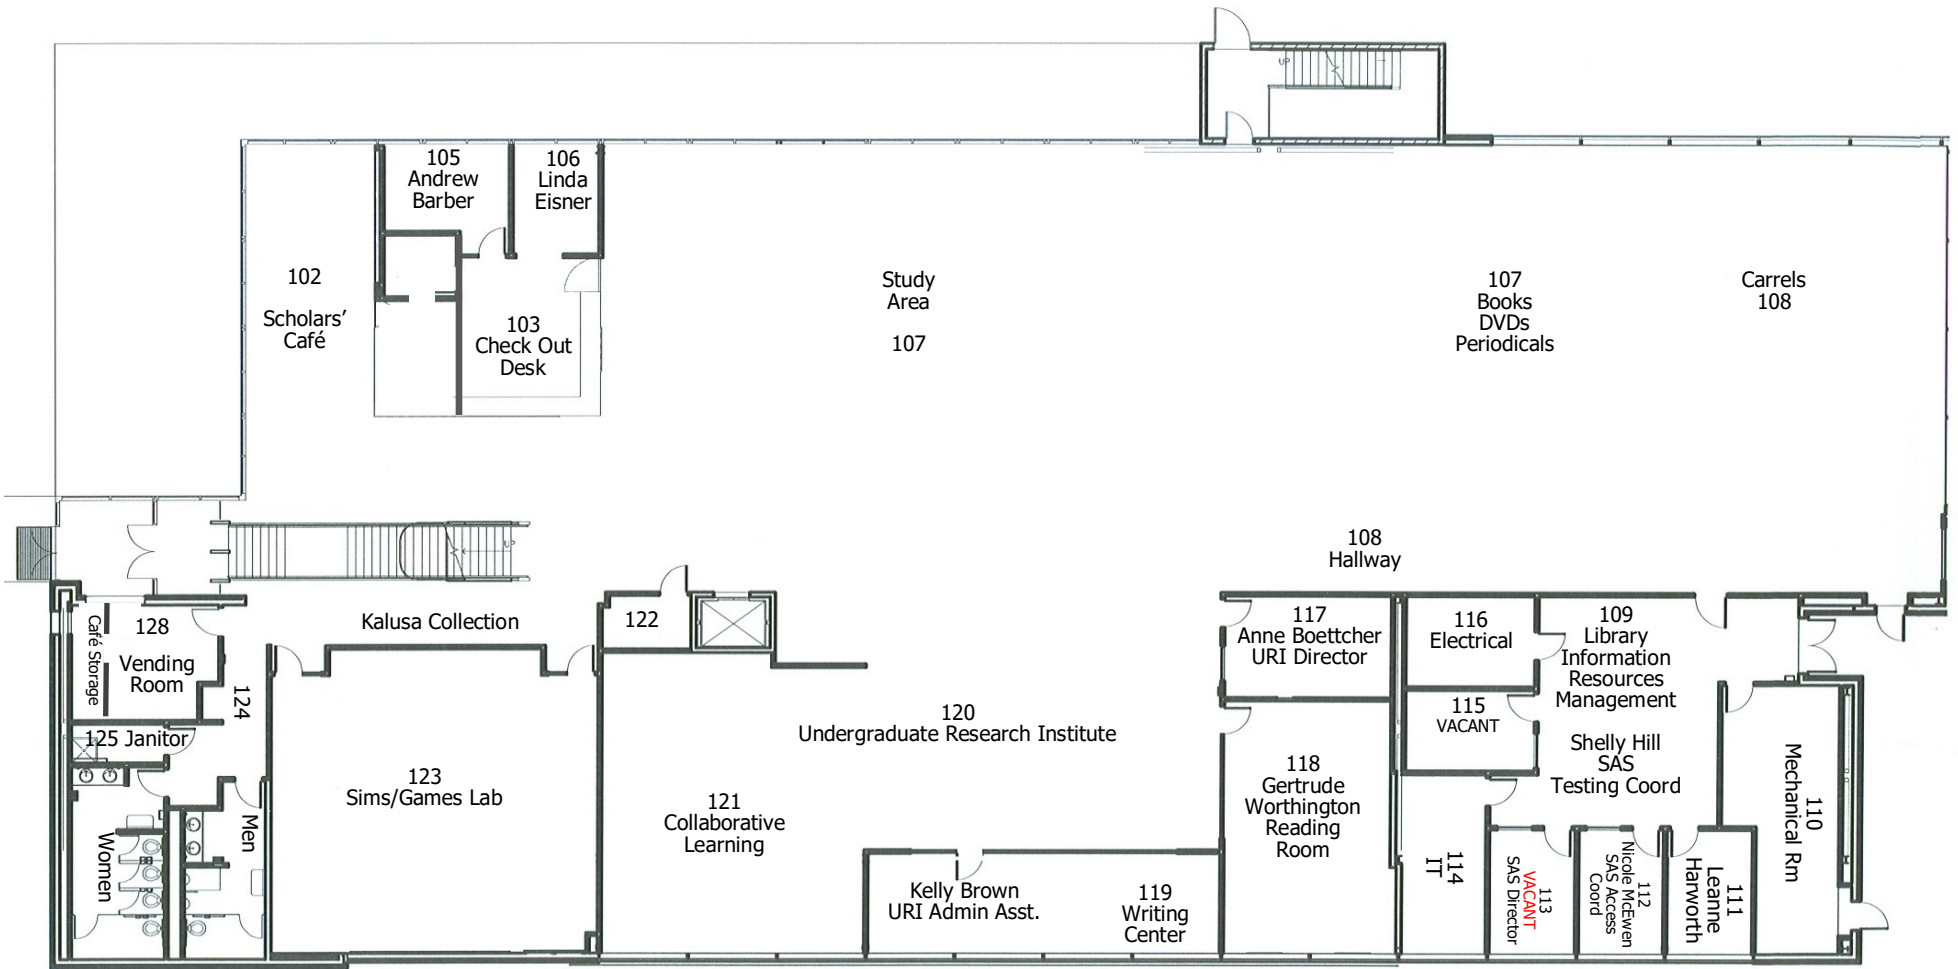 UP
105
Andrew
Barber
106
Linda
Eisner
102
Scholars’
Café
103
Check Out
Desk
Study
Area
107
107
Books
DVDs
Periodicals
Carrels
108
UP
108
Hallway
Kalusa Collection
122
128
Vending
Room
Café Storage
124
125 Janitor
Women
Men
123
Sims/Games Lab
121
Collaborative
Learning
120
Undergraduate Research Institute
Kelly Brown
URI Admin Asst.
119
Writing
Center
117
Anne Boettcher
URI Director
118
Gertrude
Worthington
Reading
Room
116
Electrical
115
VACANT
109
Library
Information
Resources
Management
Shelly Hill
SAS
Testing Coord
114
IT
113
VACANT
SAS Director
112
Nicole McEwen
SAS Access
Coord
111
Leanne
Harworth
110
Mechanical Rm